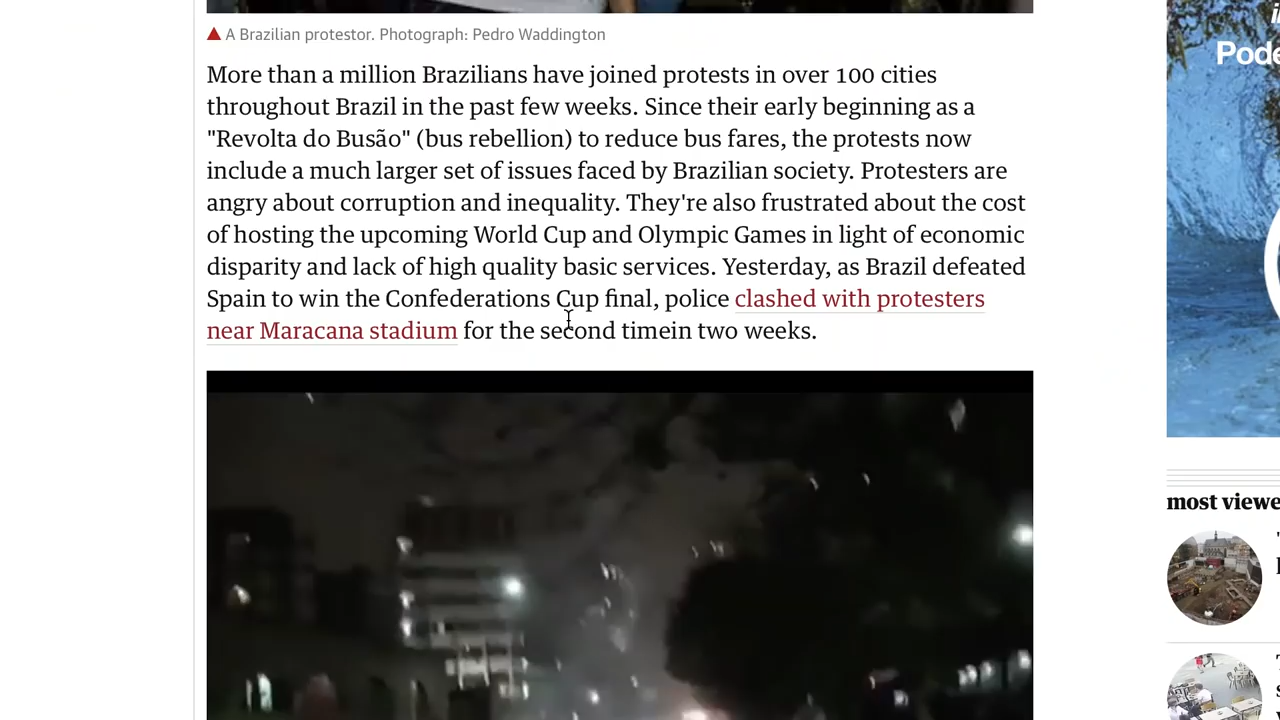 A Brazilian protestor. Photograph: Pedro Waddington
More than a million Brazilians have joined protests in over 100 cities
throughout Brazil in the past few weeks. Since their early beginning as a
"Revolta do Busão" (bus rebellion) to reduce bus fares, the protests now
include a much larger set of issues faced by Brazilian society. Protesters are
angry about corruption and inequality. They're also frustrated about the cost
of hosting the upcoming World Cup and Olympic Games in light of economic
disparity and lack of high quality basic services. Yesterday, as Brazil defeated
Spain to win the Confederations Cup final, police clashed with protesters
near Maracana stadium for the second timein two weeks.
Pode
most viewe